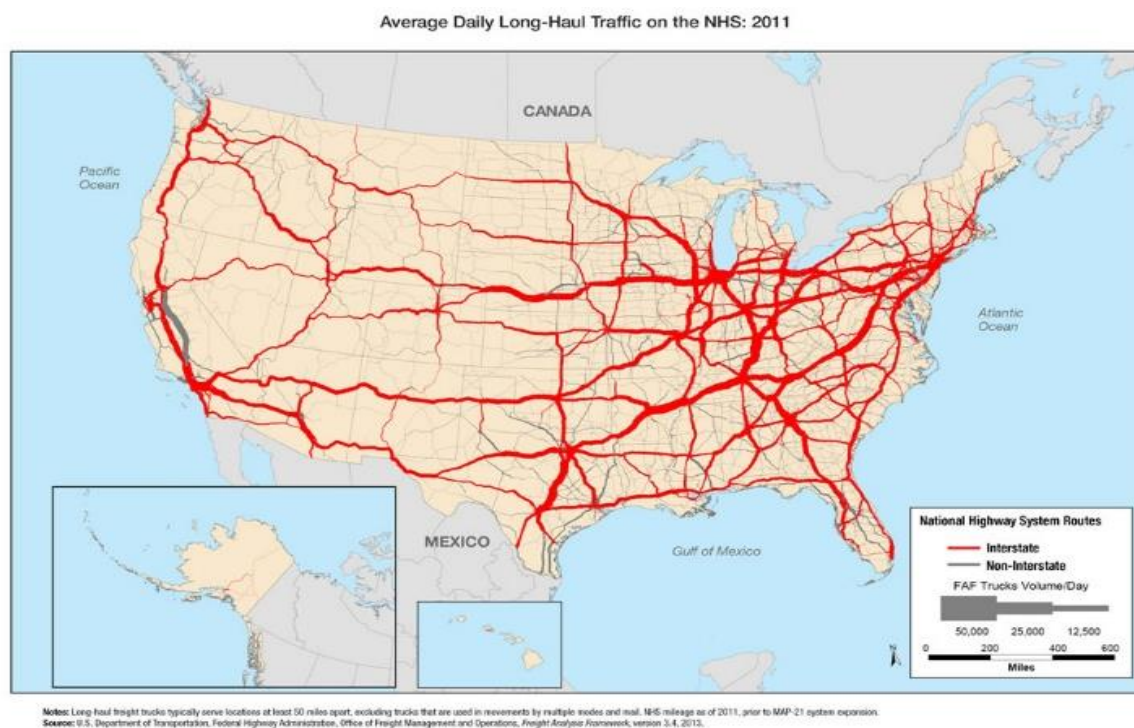 Average Daily Long-Haul Traffic on the NHS: 2011
CANADA
Pacific
Ocean
Atlantic
Ocean
MEXICO
Gulf of Mexico
National Highway System Routes
Interstate
Non-Interstate
FAF Trucks Volume/Day
50,000 25,000 12,500
0 200 400 600
Miles
N
Notes: Long-haul freight trucks typically serve locations at least 50 miles apart, excluding trucks that are used in movements by multiple modes and mail. NHS mileage as of 2011, prior to MAP-21 system expansion.
Source: U.S. Department of Transportation, Federal Highway Administration, Office of Freight Management and Operations, Freight Analysis Framework, version 3.4, 2013.